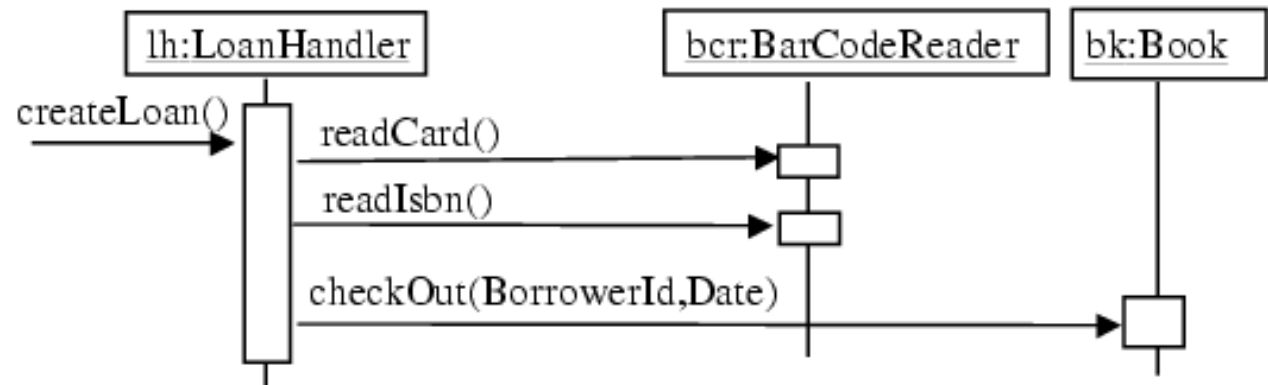 lh:LoanHandler
bcr:BarCodeReader
bk:Book
createLoan()
readCard()
readIsbn()
checkOut(BorrowerId,Date)